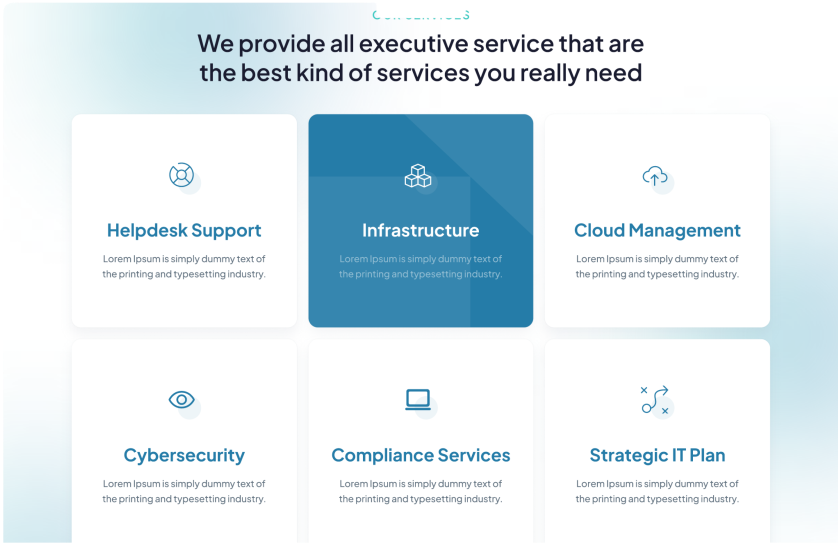 We provide all executive service that are
the best kind of services you really need
Helpdesk Support
Lorem Ipsum is simply dummy text of
the printing and typesetting industry.
Infrastructure
Lorem Ipsum is simply dummy text of
the printing and typesetting industry.
Cloud Management
Lorem Ipsum is simply dummy text of
the printing and typesetting industry.
Cybersecurity
Lorem Ipsum is simply dummy text of
the printing and typesetting industry.
Compliance Services
Lorem Ipsum is simply dummy text of
the printing and typesetting industry.
Strategic IT Plan
Lorem Ipsum is simply dummy text of
the printing and typesetting industry.